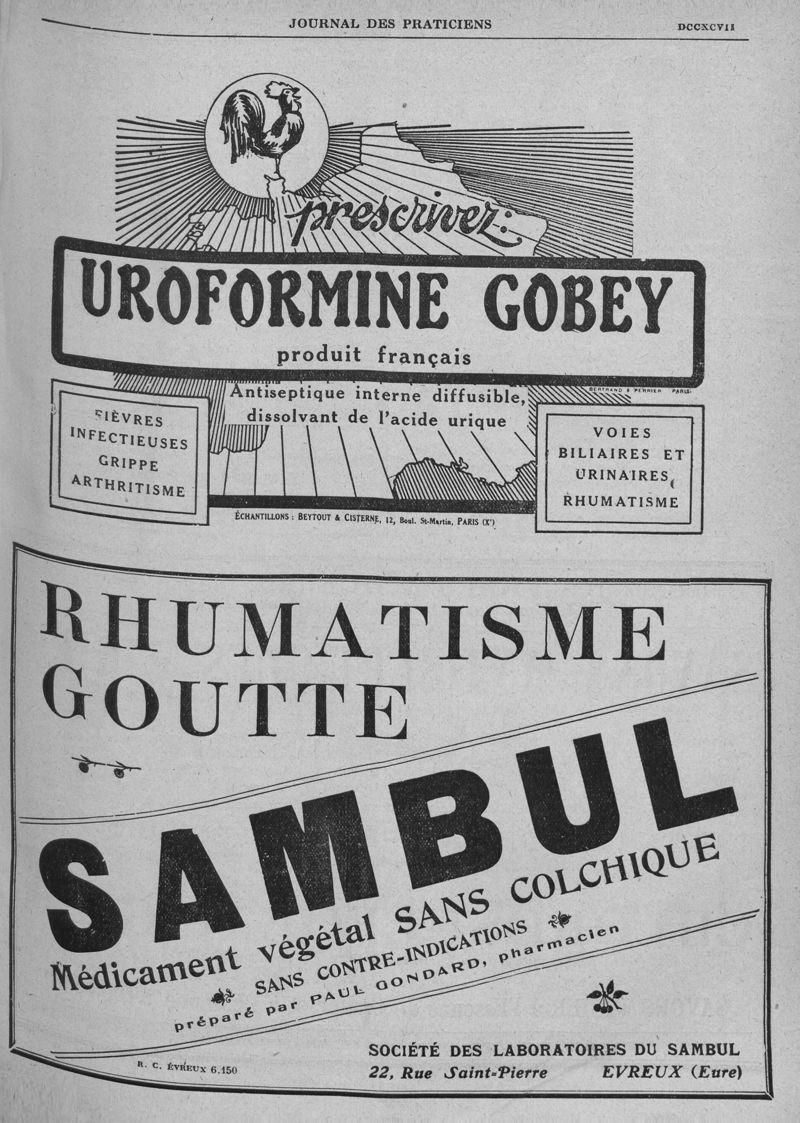 JOURNAL DES PRATICIENS
DCCXCVII
prescrivez:
UROFORMINE GOBEY
produit français
BERTRAND & PERRIER PARIS.
Antiseptique interne diffusible,
dissolvant de l'acide urique
FIÈVRES
INFECTIEUSES
GRIPPE
ARTHRITISME
VOIES
BILIAIRES ET
URINAIRES
RHUMATISME
ÉCHANTILLONS : BEYTOUT & CISTERNE, 12, Boul. St-Martin, PARIS (Xᵉ)
RHUMATISME
GOUTTE
SAMBUL
Médicament végétal SANS COLCHIQUE
SANS CONTRE-INDICATIONS
préparé par PAUL GONDARD, pharmacien
R. C. ÉVREUX 6.150
SOCIÉTÉ DES LABORATOIRES DU SAMBUL
22, Rue Saint-Pierre EVREUX (Eure)